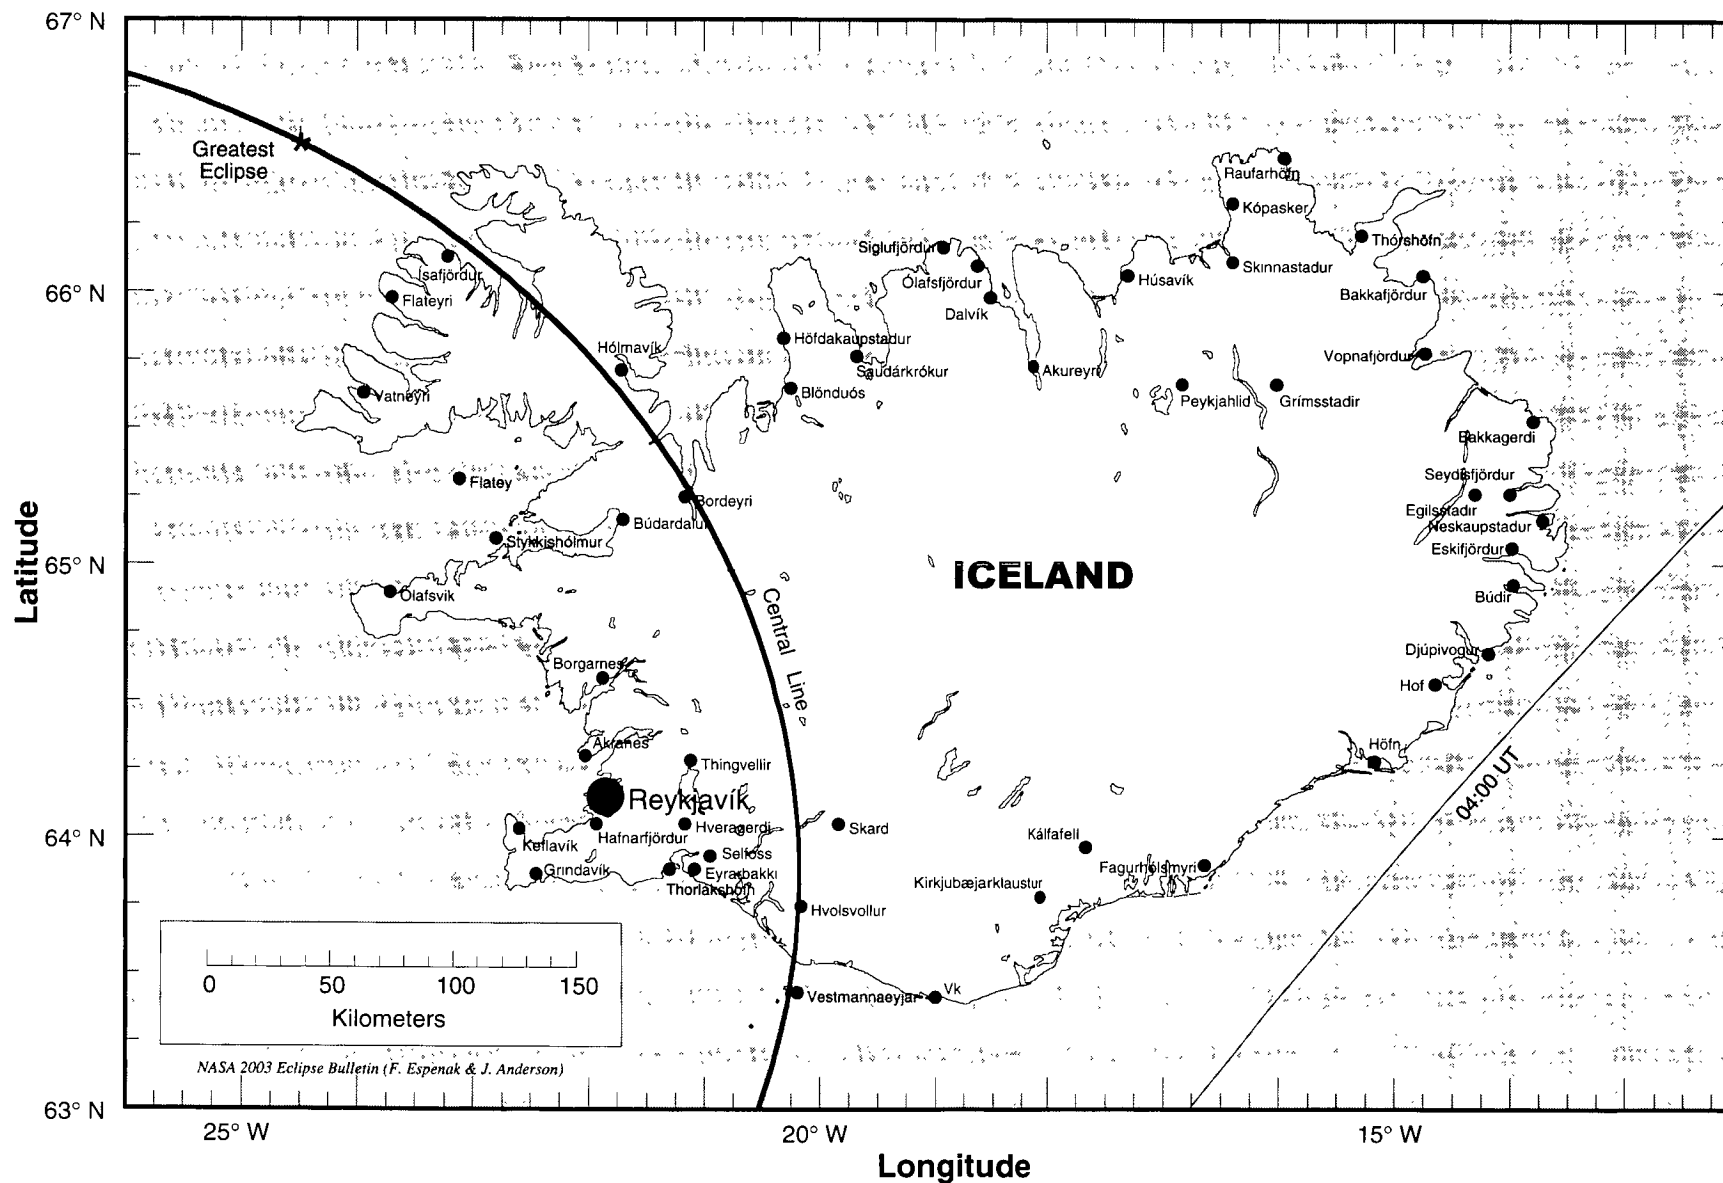 67° N
Greatest
Eclipse
Raufarhöfn
Kópasker
Siglufjördur
Thórshöfn
Ísafjördur
Skinnastadur
Ólafsfjördur
Húsavík
66° N
Flateyri
Bakkafjördur
Dalvík
Höfdakaupstadur
Hólmavík
Vopnafjördur
Saudárkrókur
Akureyri
Vatneyri
Blönduós
Peykjahlid
Grímsstadir
Bakkagerdi
Seydisfjördur
Flatey
Bordeyri
Egilsstadir
Búdardalur
Neskaupstadur
Stykkishólmur
Eskifjördur
65° N
ICELAND
Ólafsvik
Búdir
Central Line
Latitude
Djúpivogur
Borgarnes
Hof
Akranes
Höfn
Thingvellir
04:00 UT
Reykjavík
64° N
Keflavík
Hafnarfjördur
Hveragerdi
Skard
Kálfafell
Selfoss
Grindavík
Eyrarbakki
Fagurhólsmyri
Thorlakshofn
Kirkjubæjarklaustur
Hvolsvollur
0 50 100 150
Kilometers
Vestmannaeyjar
Vk
NASA 2003 Eclipse Bulletin (F. Espenak & J. Anderson)
63° N
25° W
20° W
15° W
Longitude